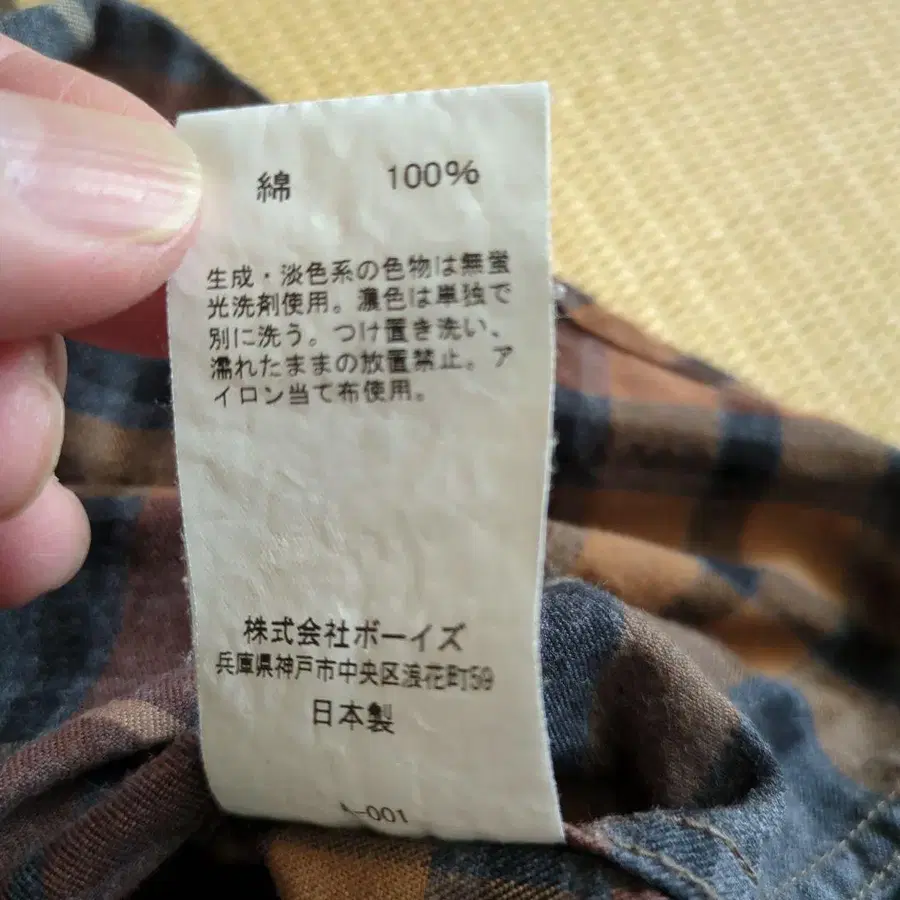 綿 100%
生成・淡色系の色物は無蛍
光洗剤使用。濃色は単独で
別に洗う。つけ置き洗い、
濡れたままの放置禁止。ア
イロン当て布使用。
株式会社ボーイズ
兵庫県神戸市中央区浪花町59
日本製
-001